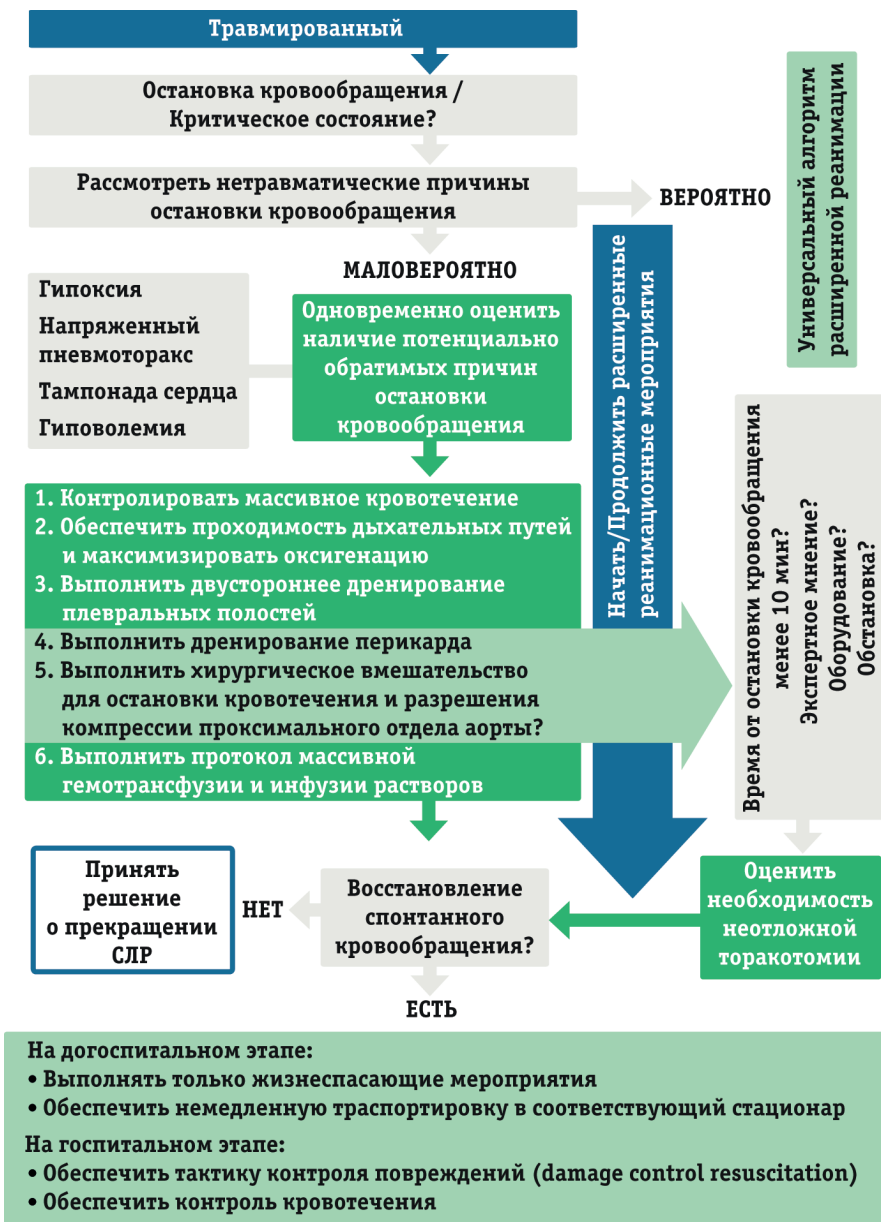 Травмированный
Остановка кровообращения /
Критическое состояние?
Рассмотреть нетравматические причины
остановки кровообращения
ВЕРОЯТНО
Универсальный алгоритм
расширенной реанимации
МАЛОВЕРОЯТНО
Гипоксия
Напряженный
пневмоторакс
Тампонада сердца
Гиповолемия
Одновременно оценить
наличие потенциально
обратимых причин
остановки
кровообращения
Начать/Продолжить расширенные
реанимационные мероприятия
1. Контролировать массивное кровотечение
2. Обеспечить проходимость дыхательных путей
и максимизировать оксигенацию
3. Выполнить двустороннее дренирование
плевральных полостей
4. Выполнить дренирование перикарда
5. Выполнить хирургическое вмешательство
для остановки кровотечения и разрешения
компрессии проксимального отдела аорты?
6. Выполнить протокол массивной
гемотрансфузии и инфузии растворов
Время от остановки кровообращения
менее 10 мин?
Экспертное мнение?
Оборудование?
Обстановка?
Принять
решение
о прекращении
СЛР
НЕТ
Восстановление
спонтанного
кровообращения?
Оценить
необходимость
неотложной
торакотомии
ЕСТЬ
На догоспитальном этапе:
• Выполнять только жизнеспасающие мероприятия
• Обеспечить немедленную траспортировку в соответствующий стационар
На госпитальном этапе:
• Обеспечить тактику контроля повреждений (damage control resuscitation)
• Обеспечить контроль кровотечения